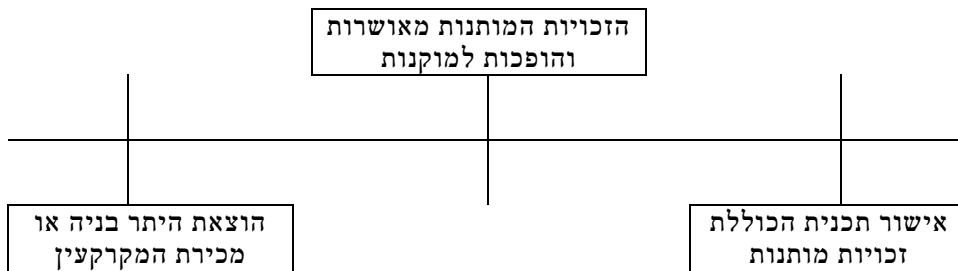 הזכויות המותנות מאושרות
והופכות למוקנות
אישור תכנית הכוללת
זכויות מותנות
הוצאת היתר בניה או
מכירת המקרקעין